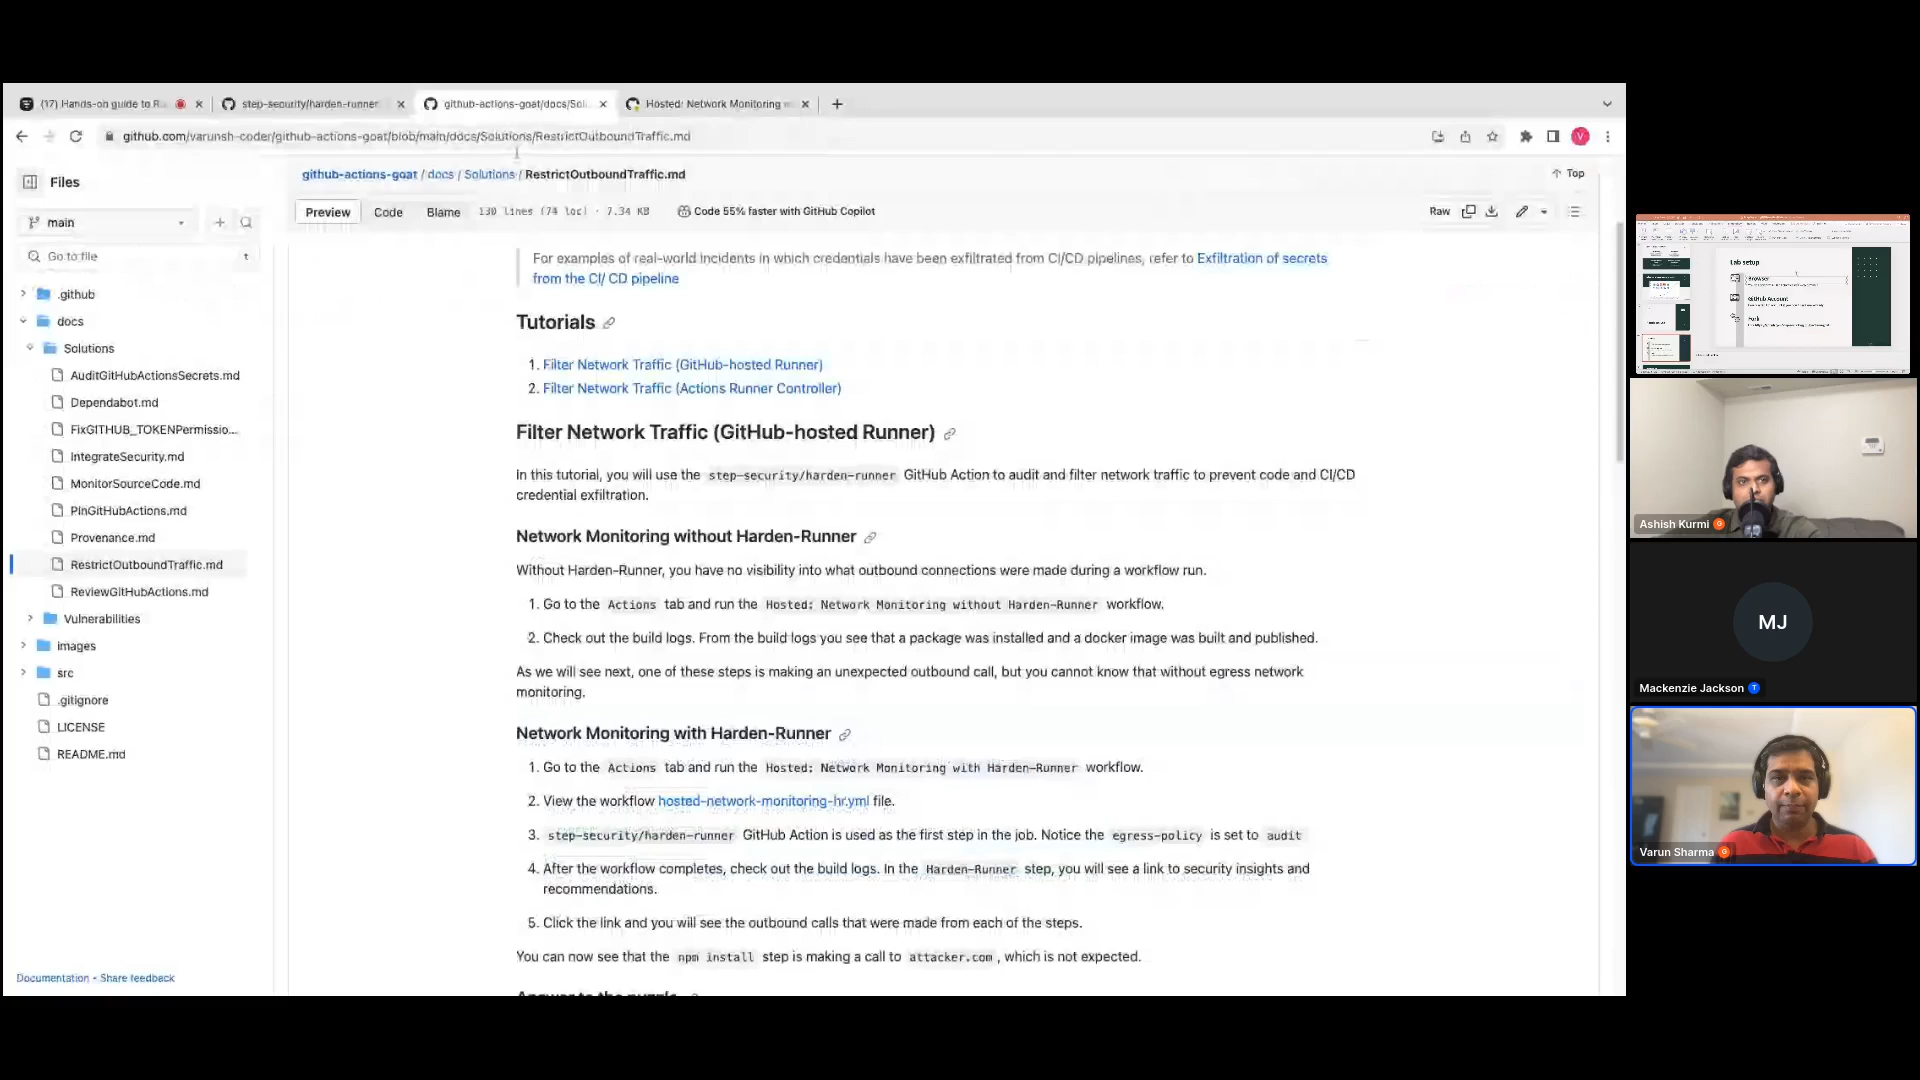 (17) Hands-on guide to R
step-security/harden-runner
github-actions-goat/docs/Sol
Hosted: Network Monitoring w
github.com/varunsh-coder/github-actions-goat/blob/main/docs/Solutions/RestrictOutboundTraffic.md
V
Files
github-actions-goat / docs / Solutions / RestrictOutboundTraffic.md
Top
main
Preview
Code
Blame
130 lines (74 loc) · 7.34 KB
Code 55% faster with GitHub Copilot
Raw
Go to file
t
.github
docs
Solutions
AuditGitHubActionsSecrets.md
Dependabot.md
FixGITHUB_TOKENPermissio...
IntegrateSecurity.md
MonitorSourceCode.md
PinGitHubActions.md
Provenance.md
RestrictOutboundTraffic.md
ReviewGitHubActions.md
Vulnerabilities
images
src
.gitignore
LICENSE
README.md
Documentation • Share feedback
For examples of real-world incidents in which credentials have been exfiltrated from CI/CD pipelines, refer to Exfiltration of secrets
from the CI/ CD pipeline
Tutorials
1. Filter Network Traffic (GitHub-hosted Runner)
2. Filter Network Traffic (Actions Runner Controller)
Filter Network Traffic (GitHub-hosted Runner)
In this tutorial, you will use the step-security/harden-runner GitHub Action to audit and filter network traffic to prevent code and CI/CD
credential exfiltration.
Network Monitoring without Harden-Runner
Without Harden-Runner, you have no visibility into what outbound connections were made during a workflow run.
1. Go to the Actions tab and run the Hosted: Network Monitoring without Harden-Runner workflow.
2. Check out the build logs. From the build logs you see that a package was installed and a docker image was built and published.
As we will see next, one of these steps is making an unexpected outbound call, but you cannot know that without egress network
monitoring.
Network Monitoring with Harden-Runner
1. Go to the Actions tab and run the Hosted: Network Monitoring with Harden-Runner workflow.
2. View the workflow hosted-network-monitoring-hr.yml file.
3. step-security/harden-runner GitHub Action is used as the first step in the job. Notice the egress-policy is set to audit
4. After the workflow completes, check out the build logs. In the Harden-Runner step, you will see a link to security insights and
recommendations.
5. Click the link and you will see the outbound calls that were made from each of the steps.
You can now see that the npm install step is making a call to attacker.com, which is not expected.
Answer to the puzzle
Lab setup
Browser
GitHub Account
Fork
Ashish Kurmi G
MJ
Mackenzie Jackson T
Varun Sharma G